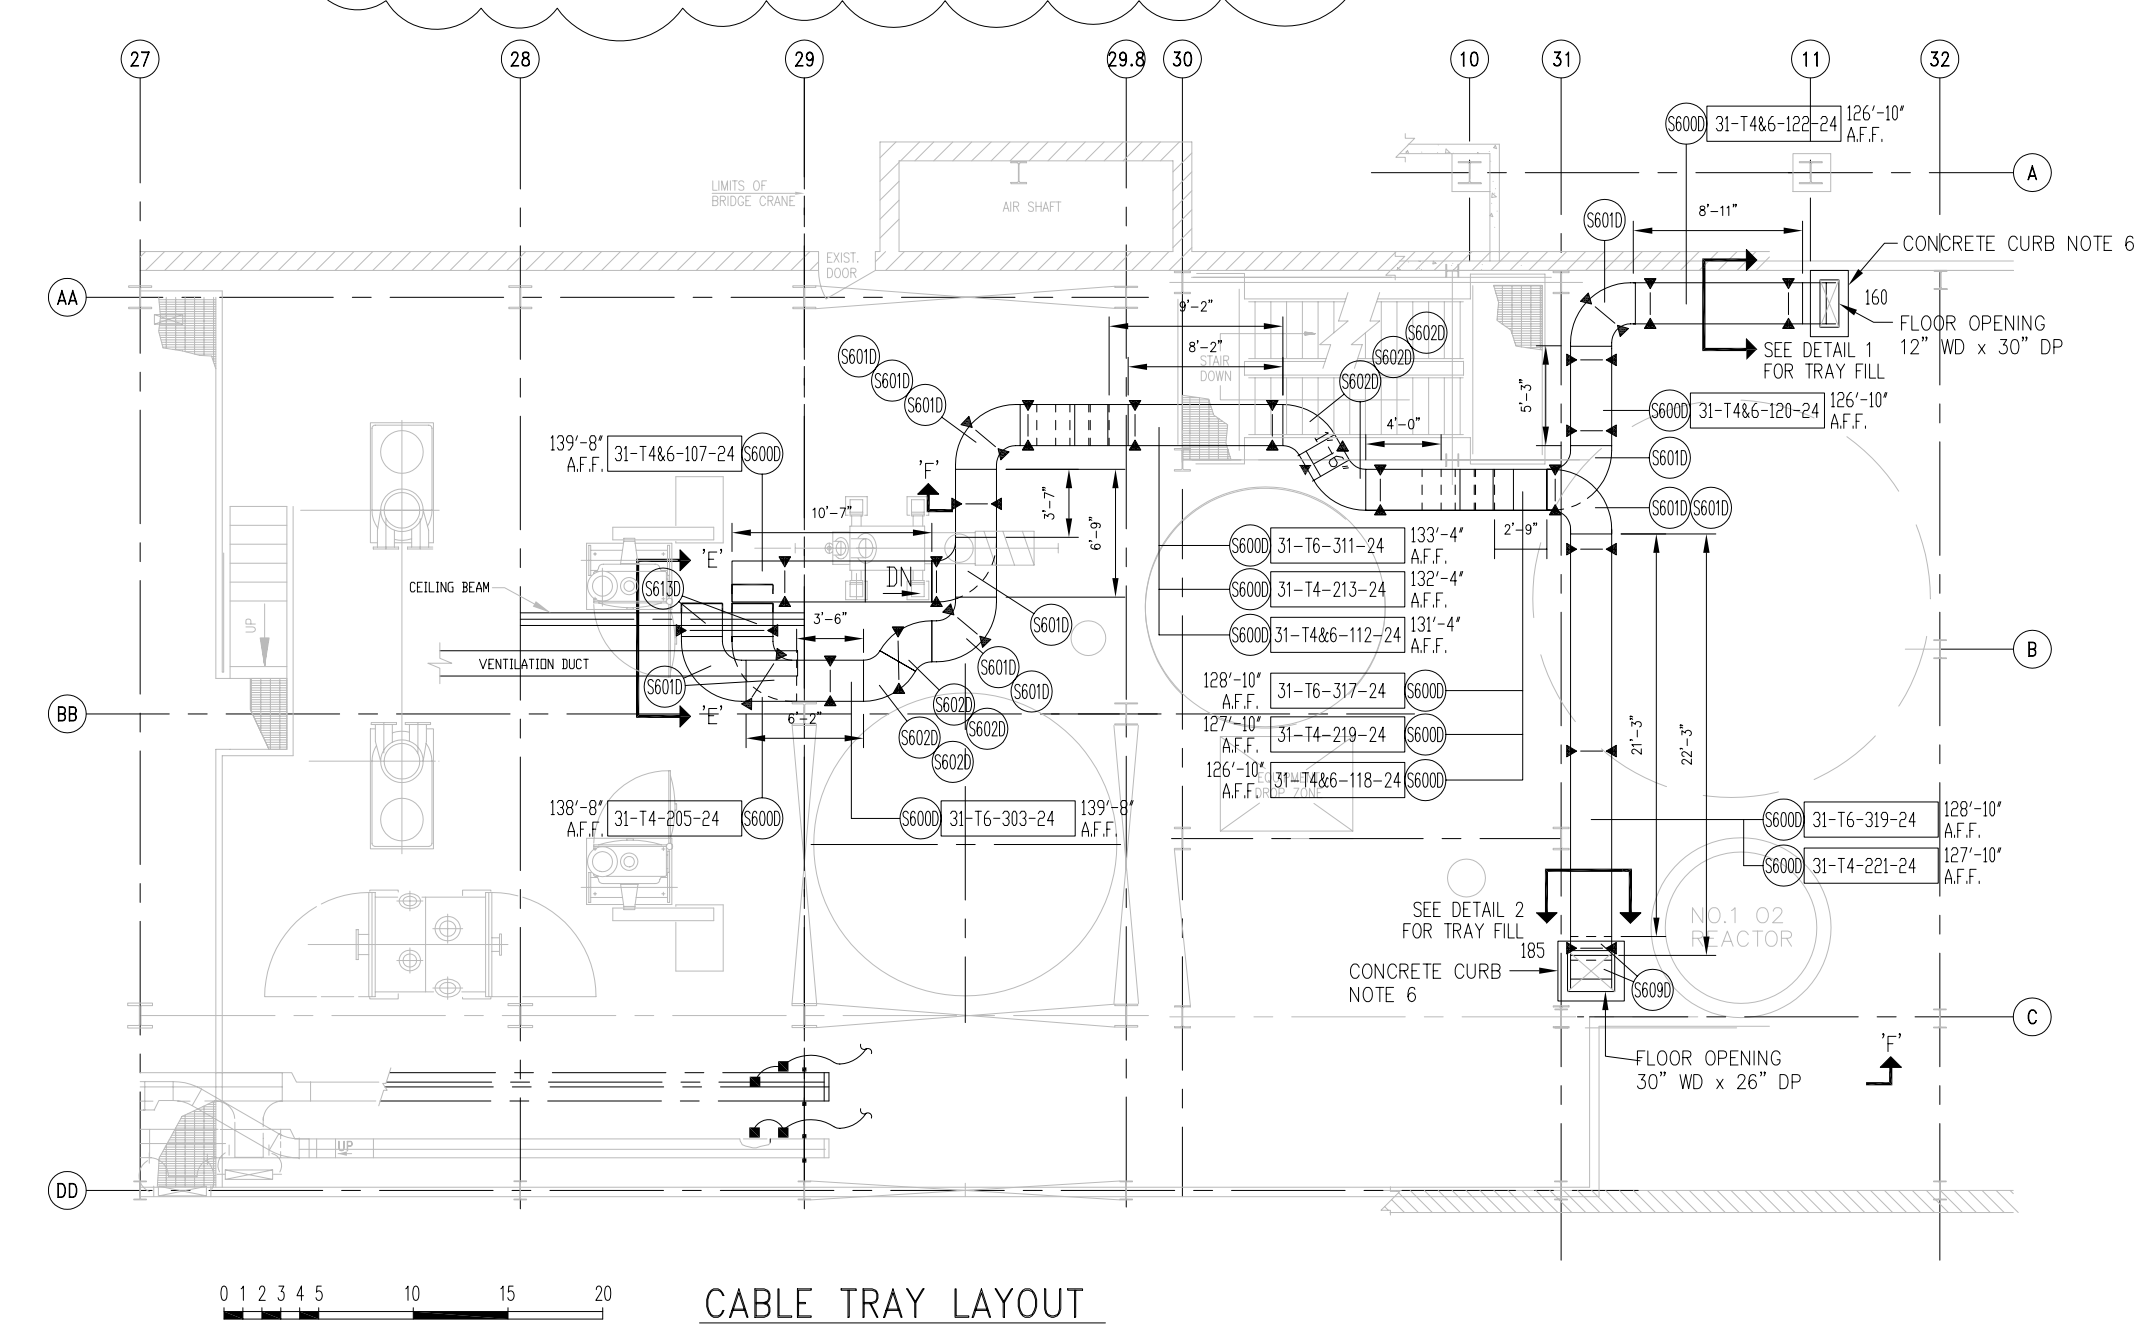 27
28
29
29.8
30
10
31
11
32
S600D
31-T4&6-122-24
126'-10"
A.F.F.
A
LIMITS OF
BRIDGE CRANE
AIR SHAFT
S601D
8'-11"
CONCRETE CURB NOTE 6
EXIST.
DOOR
AA
160
FLOOR OPENING
12" WD x 30" DP
9'-2"
8'-2"
STAIR
DOWN
S602D
S602D
S602D
SEE DETAIL 1
FOR TRAY FILL
S601D
S601D
S601D
5'-3"
4'-0"
1'-6"
S600D
31-T4&6-120-24
126'-10"
A.F.F.
139'-8"
A.F.F.
31-T4&6-107-24
S600D
'F'
S601D
10'-7"
3'-7"
6'-9"
2'-9"
S601D
S601D
'E'
CEILING BEAM
S613D
DN
S600D
31-T6-311-24
133'-4"
A.F.F.
S600D
31-T4-213-24
132'-4"
A.F.F.
S600D
31-T4&6-112-24
131'-4"
A.F.F.
UP
3'-6"
S601D
B
VENTILATION DUCT
S601D
S601D
S601D
128'-10"
A.F.F.
31-T6-317-24
S600D
BB
'E'
6'-2"
S602D
S602D
S602D
S602D
127'-10"
A.F.F.
31-T4-219-24
S600D
21'-3"
22'-3"
126'-10"
A.F.F.
31-T4&6-118-24
S600D
EQUIPMENT
DROP ZONE
138'-8"
A.F.F.
31-T4-205-24
S600D
S600D
31-T6-303-24
139'-8"
A.F.F.
S600D
31-T6-319-24
128'-10"
A.F.F.
S600D
31-T4-221-24
127'-10"
A.F.F.
SEE DETAIL 2
FOR TRAY FILL
NO.1 O2
REACTOR
185
CONCRETE CURB
NOTE 6
S609D
C
FLOOR OPENING
30" WD x 26" DP
'F'
UP
DD
0 1 2 3 4 5 10 15 20
CABLE TRAY LAYOUT